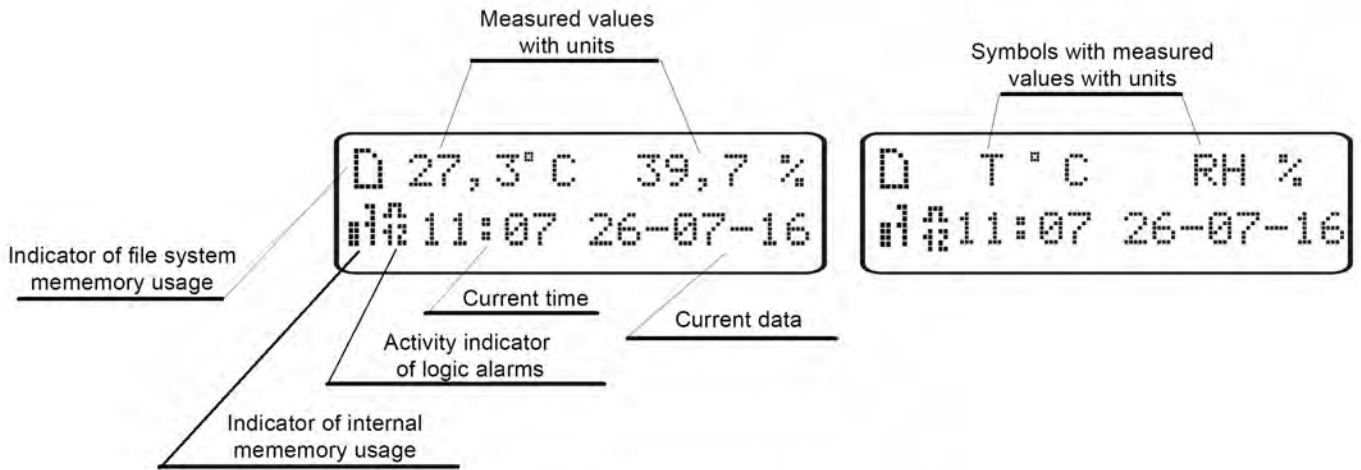 Measured values
with units
Symbols with measured
values with units
27,3°C 39,7 %
11:07 26-07-16
T °C RH %
11:07 26-07-16
Indicator of file system
mememory usage
Current time
Current data
Activity indicator
of logic alarms
Indicator of internal
mememory usage